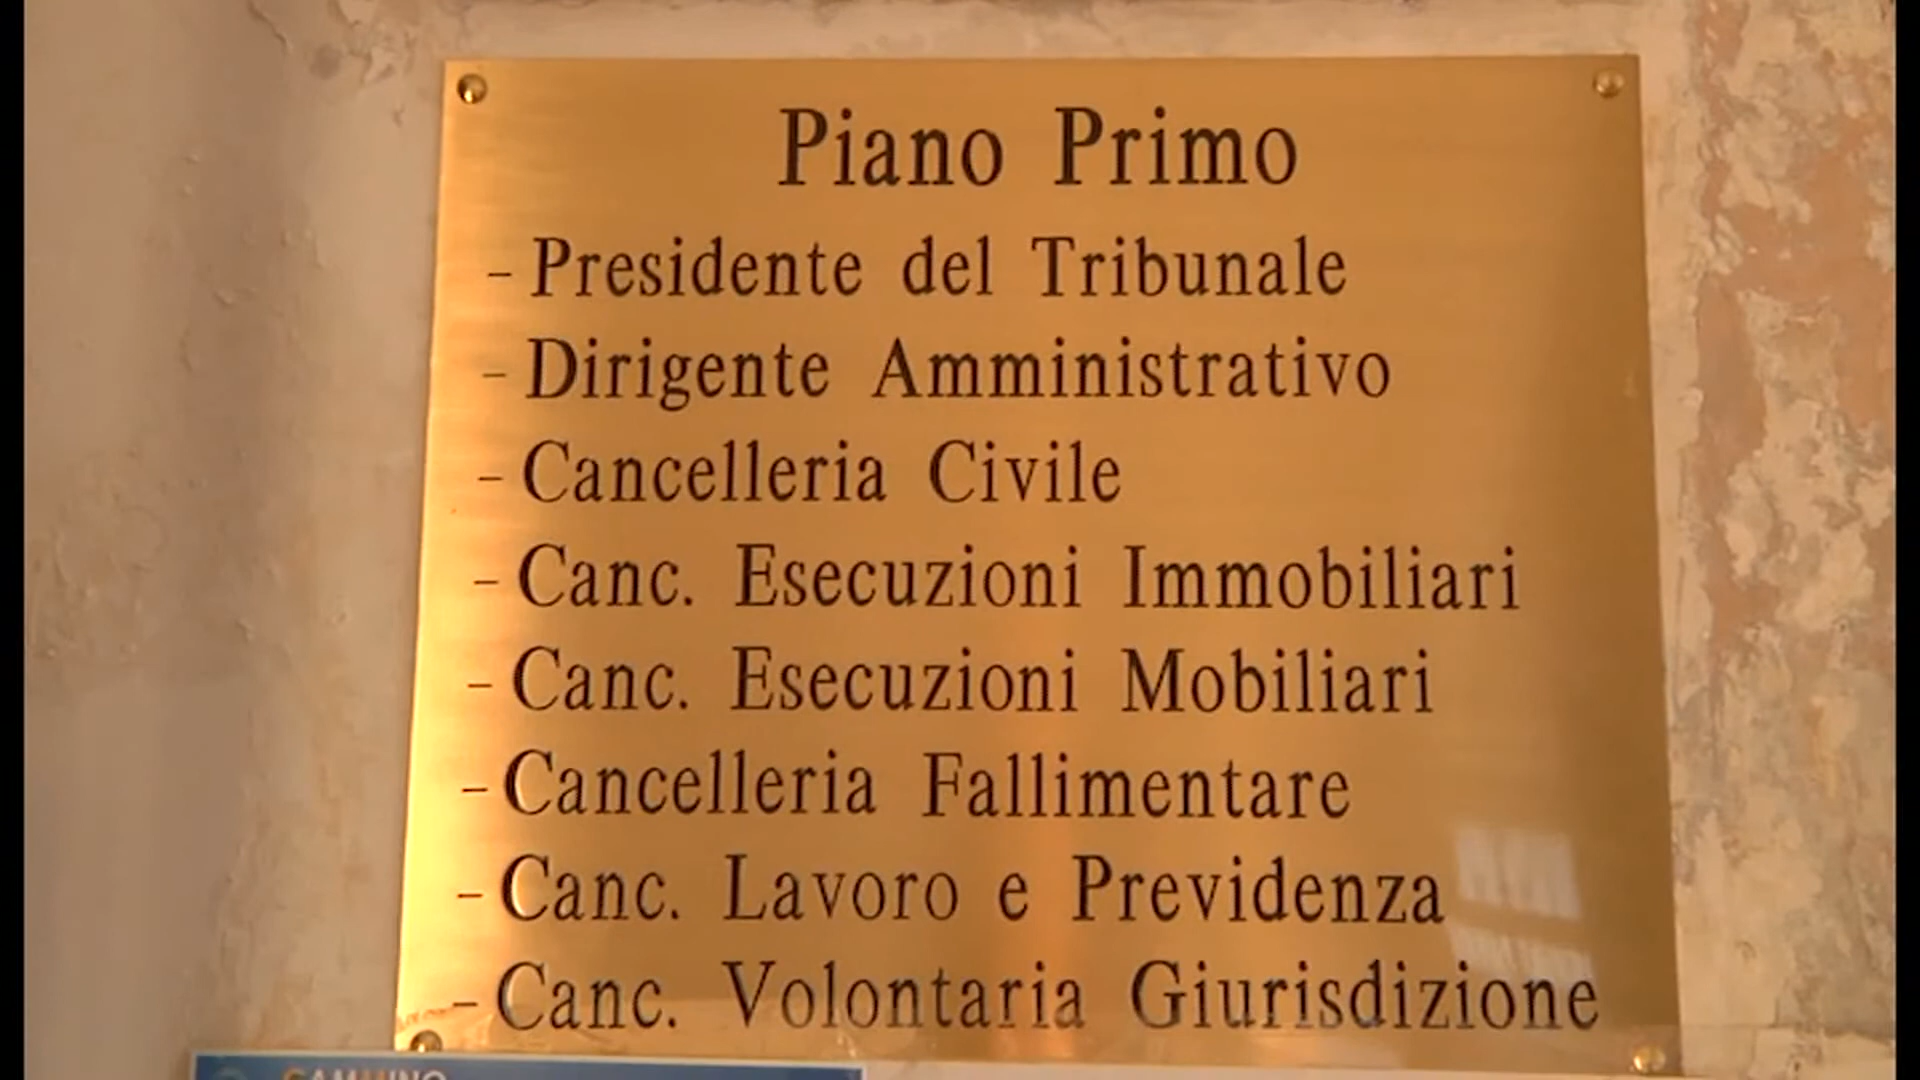 Piano Primo
- Presidente del Tribunale
- Dirigente Amministrativo
- Cancelleria Civile
- Canc. Esecuzioni Immobiliari
- Canc. Esecuzioni Mobiliari
- Cancelleria Fallimentare
- Canc. Lavoro e Previdenza
- Canc. Volontaria Giurisdizione